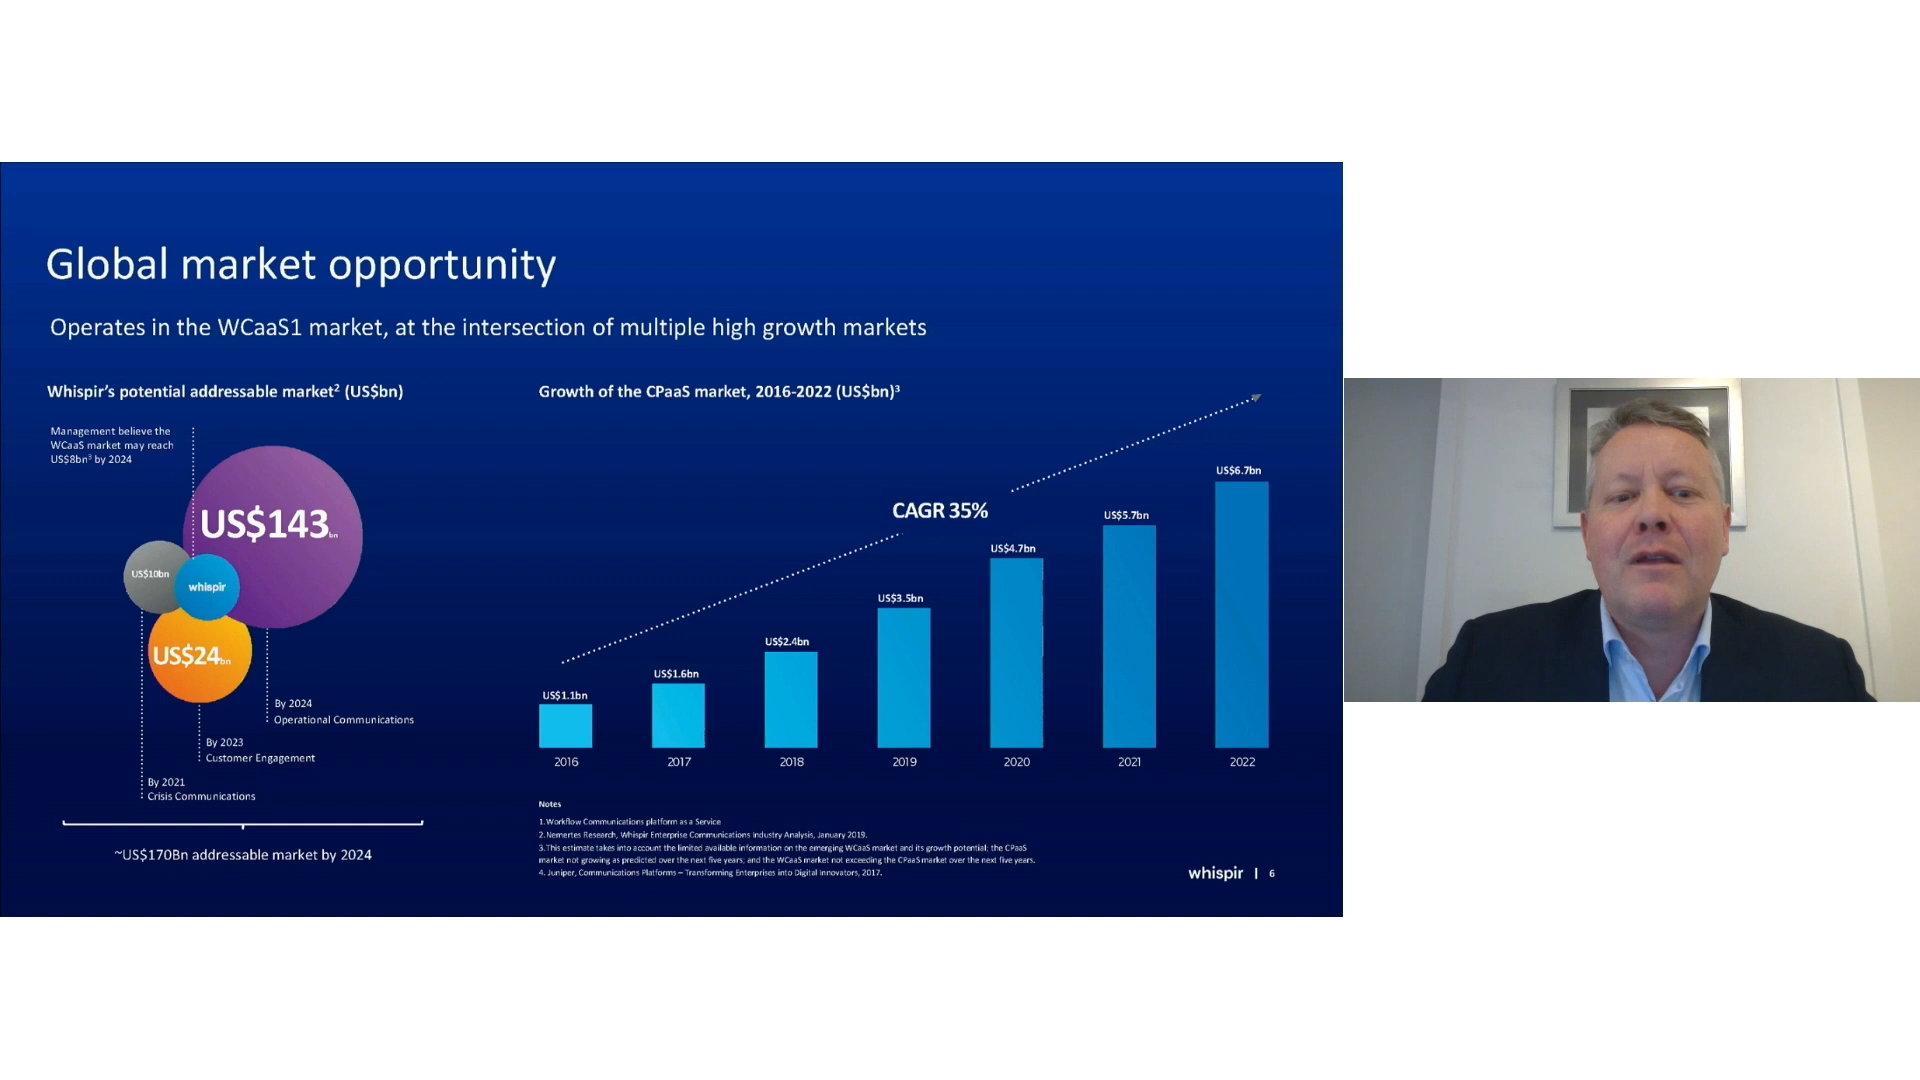 Global market opportunity
Operates in the WCaaS1 market, at the intersection of multiple high growth markets
Whispir’s potential addressable market² (US$bn)
Management believe the
WCaaS market may reach
US$8bn³ by 2024
US$143bn
US$10bn
whispir
US$24bn
By 2024
Operational Communications
By 2023
Customer Engagement
By 2021
Crisis Communications
~US$170Bn addressable market by 2024
Growth of the CPaaS market, 2016-2022 (US$bn)³
CAGR 35%
US$1.1bn
US$1.6bn
US$2.4bn
US$3.5bn
US$4.7bn
US$5.7bn
US$6.7bn
2016
2017
2018
2019
2020
2021
2022
Notes
1.Workflow Communications platform as a Service
2.Nemertes Research, Whispir Enterprise Communications Industry Analysis, January 2019.
3.This estimate takes into account the limited available information on the emerging WCaaS market and its growth potential; the CPaaS
market not growing as predicted over the next five years; and the WCaaS market not exceeding the CPaaS market over the next five years.
4. Juniper, Communications Platforms – Transforming Enterprises into Digital Innovators, 2017.
whispir | 6